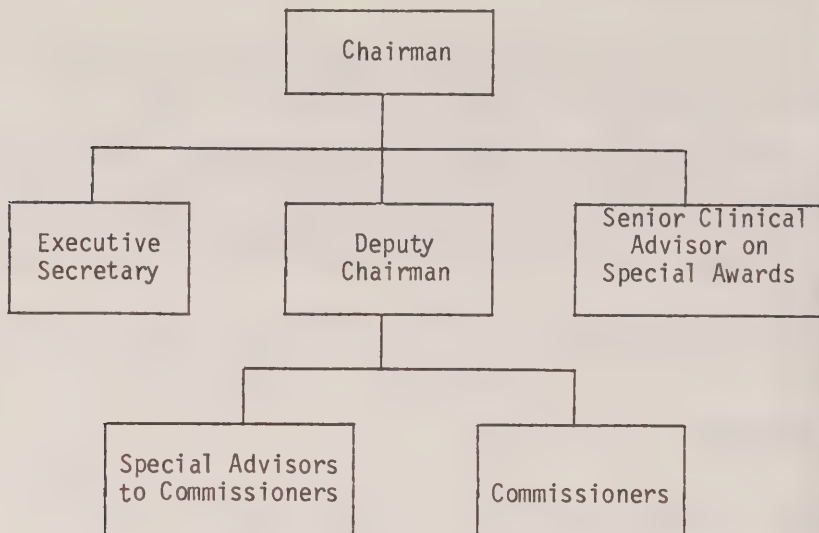 Chairman
Executive
Secretary
Deputy
Chairman
Senior Clinical
Advisor on
Special Awards
Special Advisors
to Commissioners
Commissioners